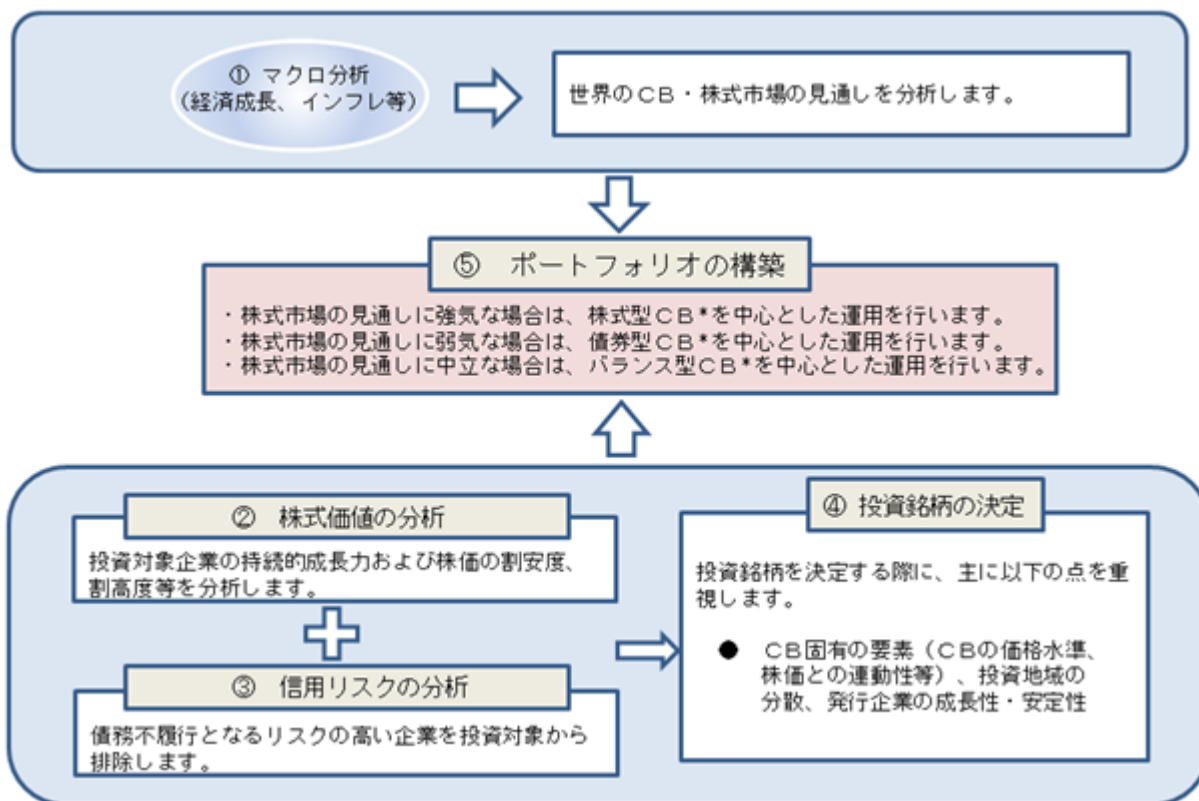 ① マクロ分析
(経済成長、インフレ等)
世界のCB・株式市場の見通しを分析します。
⑤ ポートフォリオの構築
・株式市場の見通しに強気な場合は、株式型CB*を中心とした運用を行います。
・株式市場の見通しに弱気な場合は、債券型CB*を中心とした運用を行います。
・株式市場の見通しに中立な場合は、バランス型CB*を中心とした運用を行います。
② 株式価値の分析
投資対象企業の持続的成長力および株価の割安度、
割高度等を分析します。
③ 信用リスクの分析
債務不履行となるリスクの高い企業を投資対象から
排除します。
④ 投資銘柄の決定
投資銘柄を決定する際に、主に以下の点を重
視します。
● CB固有の要素(CBの価格水準、
株価との連動性等)、投資地域の
分散、発行企業の成長性・安定性